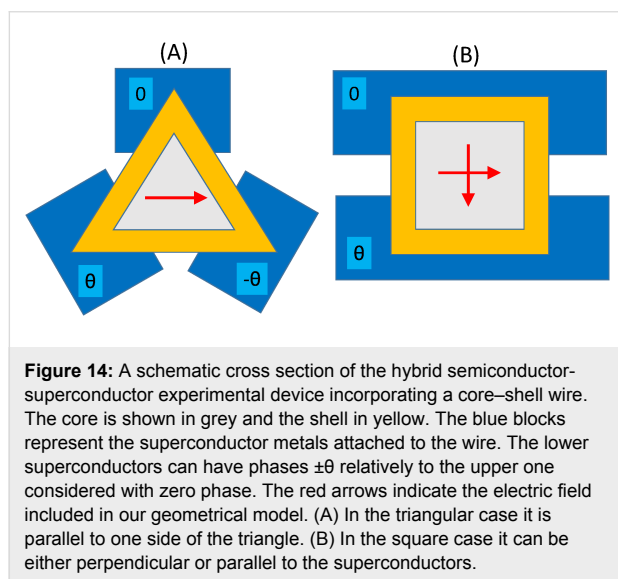 (A)
(B)
0
0
θ
-θ
θ
Figure 14: A schematic cross section of the hybrid semiconductor-
superconductor experimental device incorporating a core–shell wire.
The core is shown in grey and the shell in yellow. The blue blocks
represent the superconductor metals attached to the wire. The lower
superconductors can have phases ±θ relatively to the upper one
considered with zero phase. The red arrows indicate the electric field
included in our geometrical model. (A) In the triangular case it is
parallel to one side of the triangle. (B) In the square case it can be
either perpendicular or parallel to the superconductors.